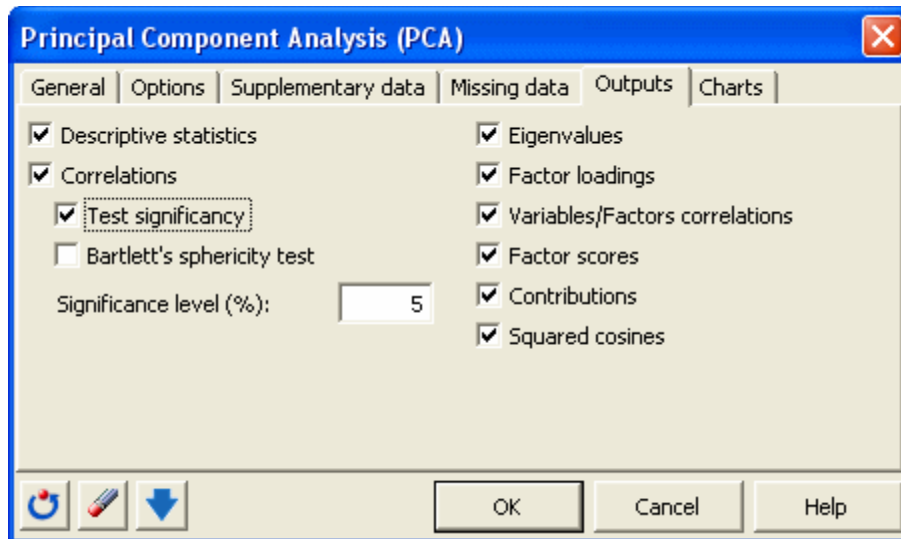 Principal Component Analysis (PCA)
General
Options
Supplementary data
Missing data
Outputs
Charts
Descriptive statistics
Correlations
Test significancy
Bartlett's sphericity test
Significance level (%): 5
Eigenvalues
Factor loadings
Variables/Factors correlations
Factor scores
Contributions
Squared cosines
OK
Cancel
Help